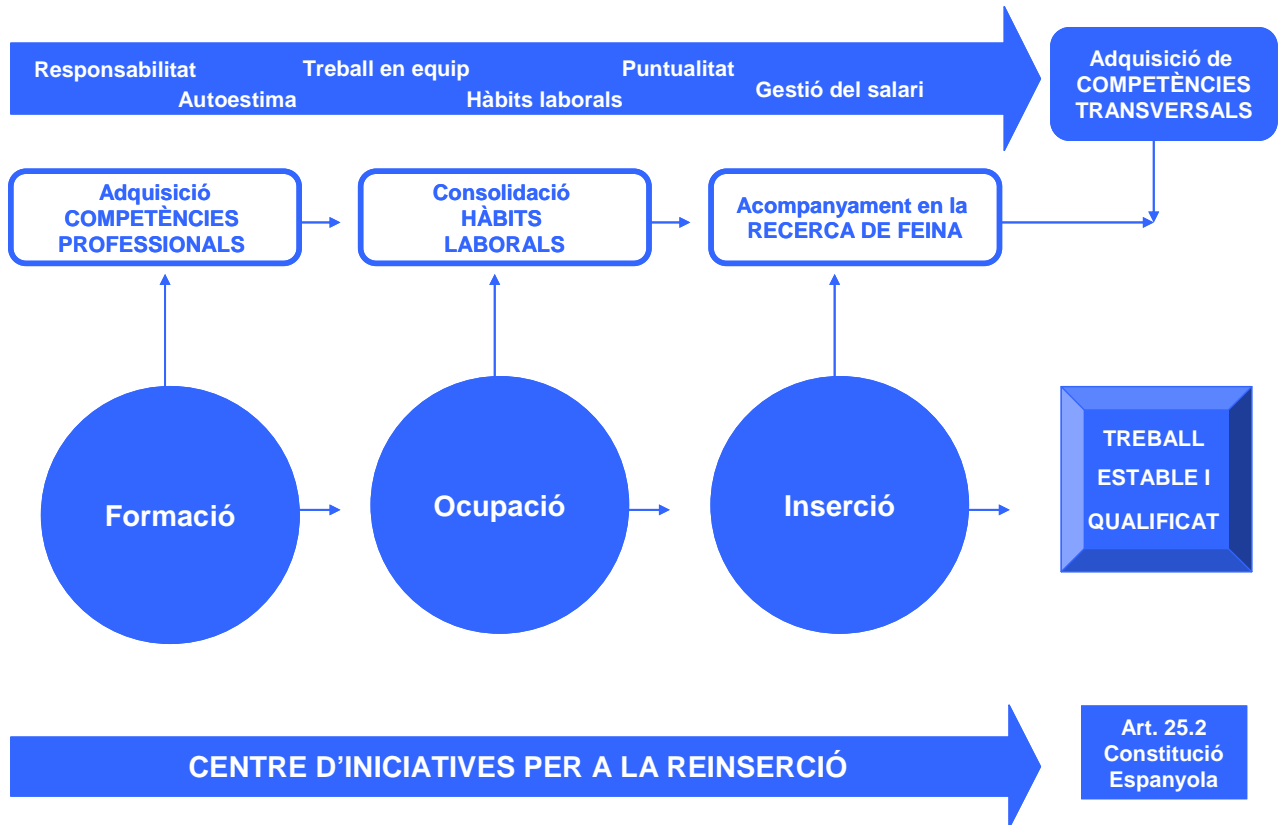 Responsabilitat
Autoestima
Treball en equip
Hàbits laborals
Puntualitat
Gestió del salari
Adquisició de
COMPETÈNCIES
TRANSVERSALS
Adquisició
COMPETÈNCIES
PROFESSIONALS
Consolidació
HÀBITS
LABORALS
Acompanyament en la
RECERCA DE FEINA
Formació
Ocupació
Inserció
TREBALL
ESTABLE I
QUALIFICAT
CENTRE D'INICIATIVES PER A LA REINSERCIÓ
Art. 25.2
Constitució
Espanyola